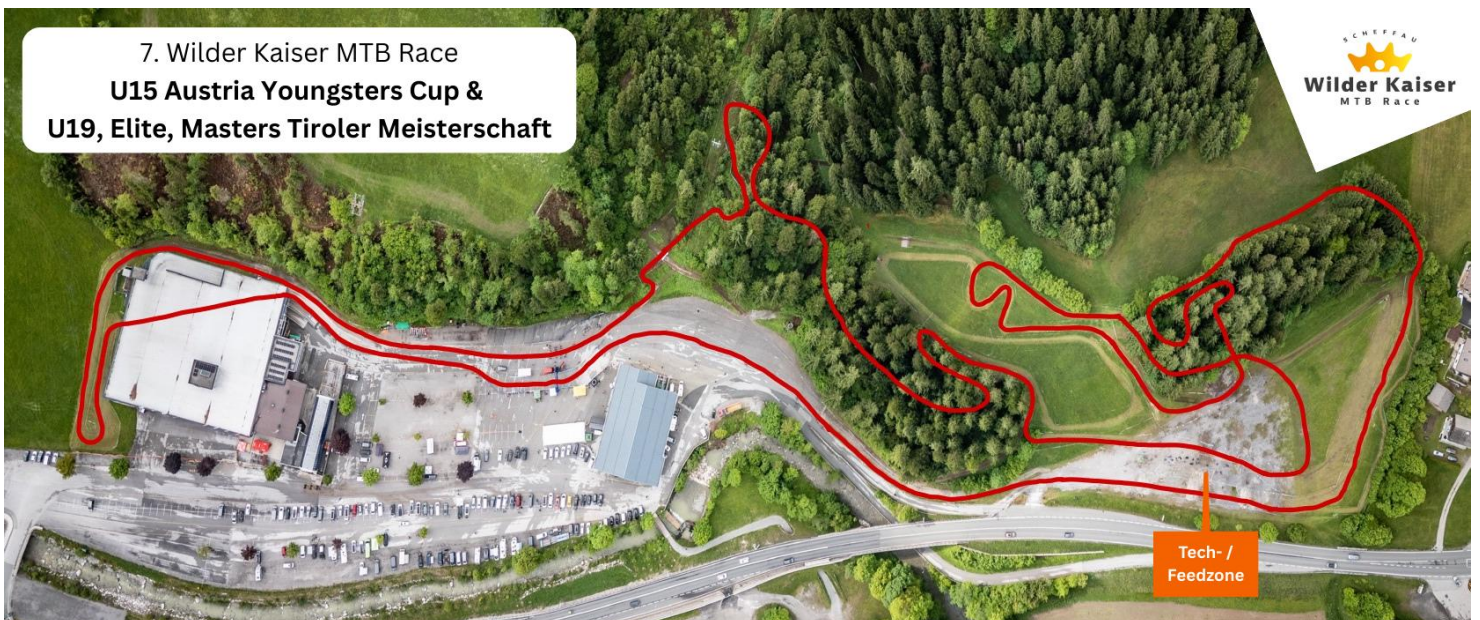 7. Wilder Kaiser MTB Race
U15 Austria Youngsters Cup &
U19, Elite, Masters Tiroler Meisterschaft
SCHEFFAU
Wilder Kaiser
MTB Race
Tech- /
Feedzone